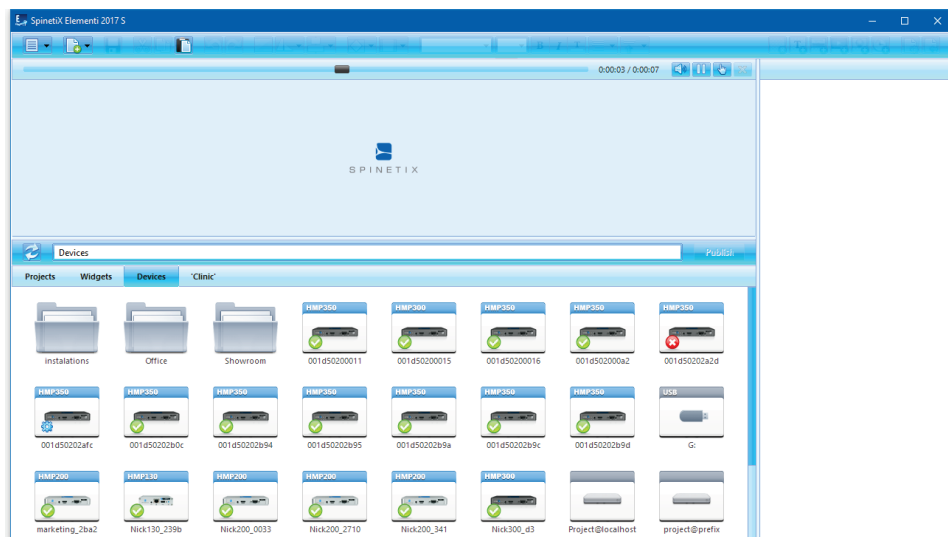 SpinetiX Elementi 2017 S
B I T
0:00:03 / 0:00:07
SPINETIX
Devices
Publish
Projects Widgets Devices 'Clinic'
HMP350 HMP300 HMP350 HMP350 HMP350
instalations Office Showroom 001d50200011 001d50200015 001d50200016 001d502000a2 001d50202a2d
HMP350 HMP350 HMP350 HMP350 HMP350 HMP350 HMP350 USB
001d50202afc 001d50202b0c 001d50202b94 001d50202b95 001d50202b9a 001d50202b9c 001d50202b9d G:
HMP200 HMP130 HMP200 HMP200 HMP200 HMP300
marketing_2ba2 Nick130_239b Nick200_0033 Nick200_2710 Nick200_341 Nick300_d3 Project@localhost project@prefix